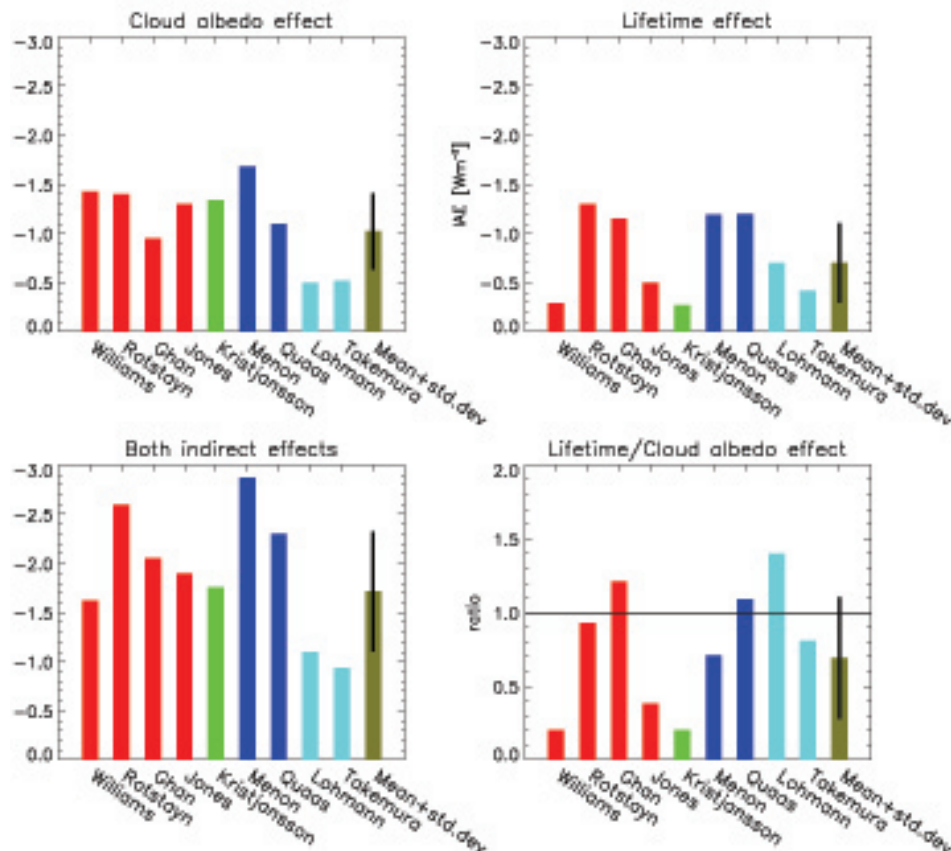 Cloud albedo effect
-3.0
-2.5
-2.0
-1.5
-1.0
-0.5
0.0
Williams
Rotstayn
Ghan
Jones
Kristjansson
Menon
Quaas
Lohmann
Takemura
Mean+std.dev
Lifetime effect
IAE [Wm⁻²]
-3.0
-2.5
-2.0
-1.5
-1.0
-0.5
0.0
Williams
Rotstayn
Ghan
Jones
Kristjansson
Menon
Quaas
Lohmann
Takemura
Mean+std.dev
Both indirect effects
-3.0
-2.5
-2.0
-1.5
-1.0
-0.5
0.0
Williams
Rotstayn
Ghan
Jones
Kristjansson
Menon
Quaas
Lohmann
Takemura
Mean+std.dev
Lifetime/Cloud albedo effect
ratio
2.0
1.5
1.0
0.5
0.0
Williams
Rotstayn
Ghan
Jones
Kristjansson
Menon
Quaas
Lohmann
Takemura
Mean+std.dev